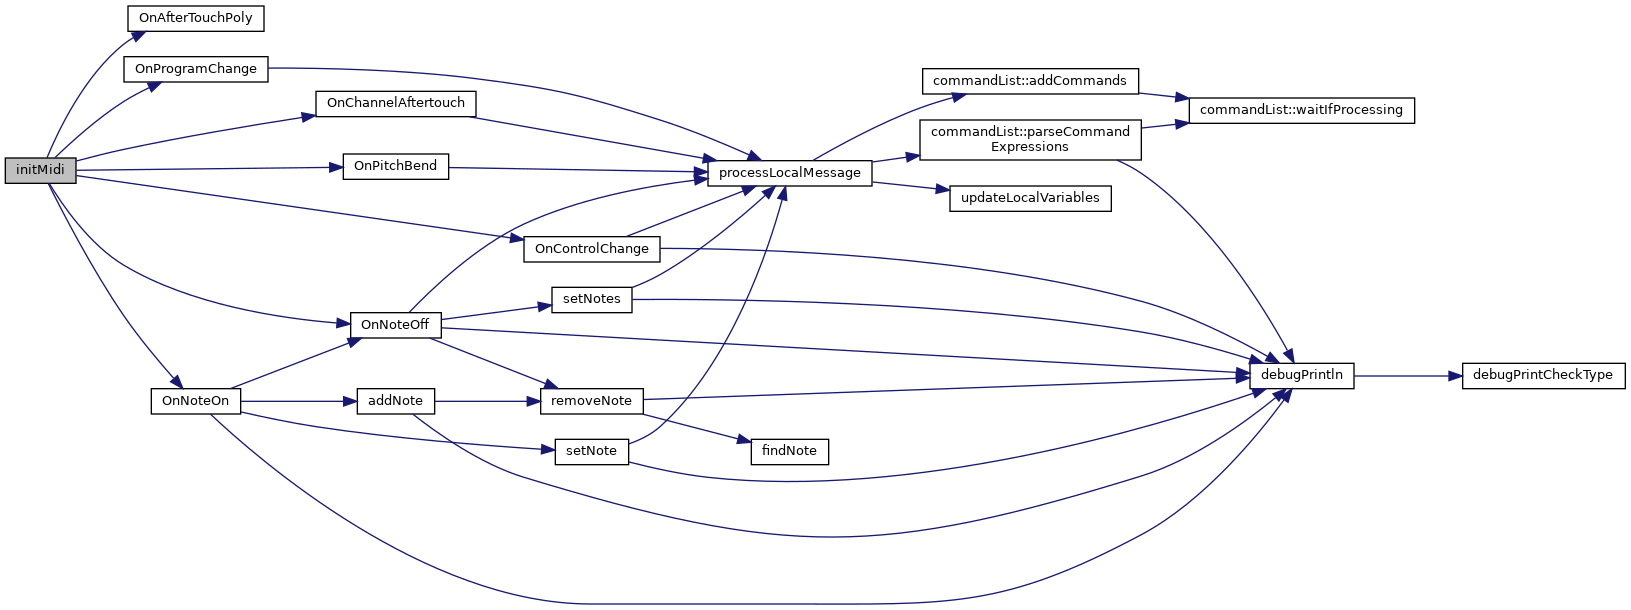 OnAfterTouchPoly
OnProgramChange
commandList::addCommands
OnChannelAftertouch
commandList::waitIfProcessing
commandList::parseCommand
Expressions
OnPitchBend
initMidi
processLocalMessage
updateLocalVariables
OnControlChange
setNotes
OnNoteOff
debugPrintln
debugPrintCheckType
OnNoteOn
addNote
removeNote
setNote
findNote